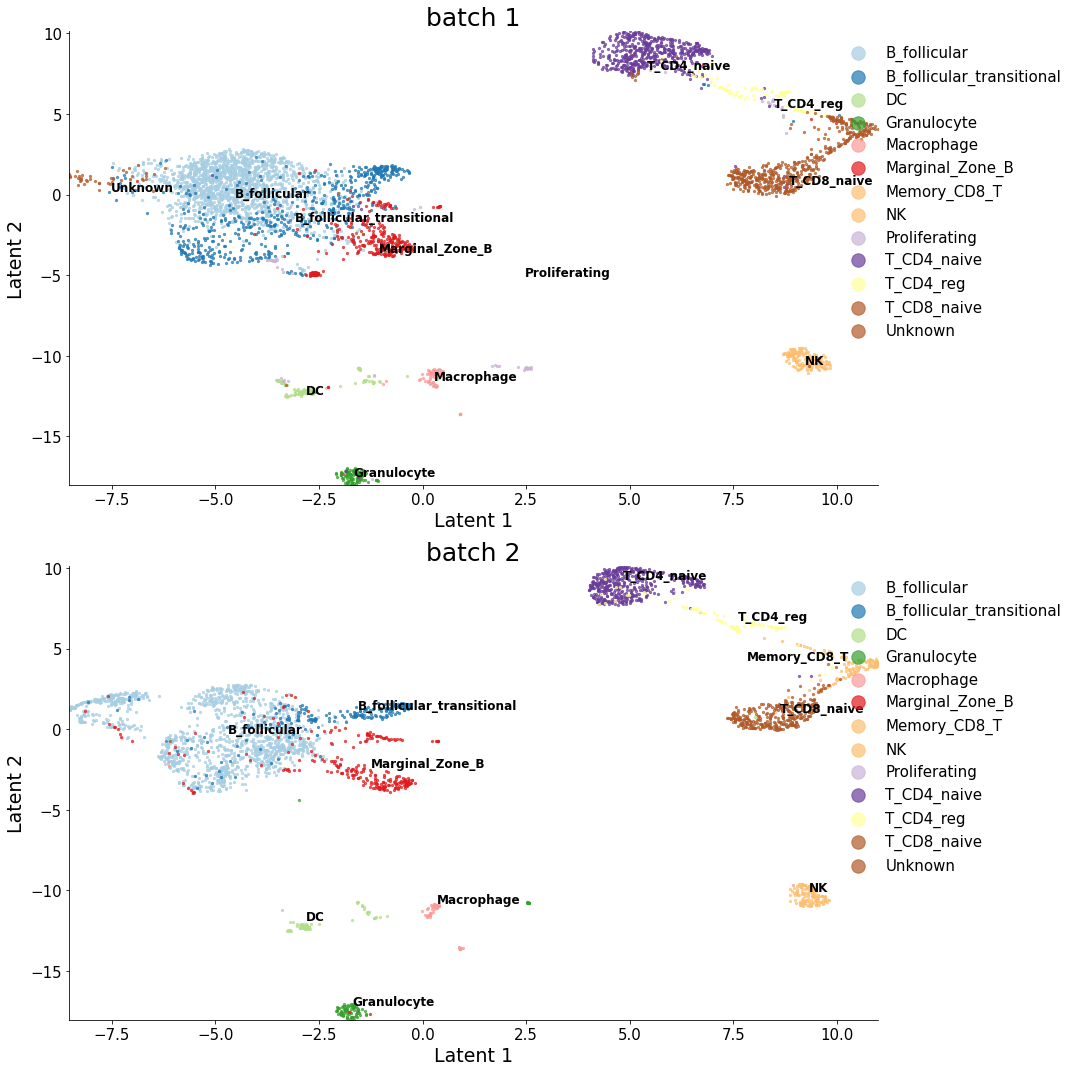 batch 1
10
5
0
−5
−10
−15
Latent 2
T_CD4_naive
T_CD4_reg
T_CD8_naive
Unknown
B_follicular
B_follicular_transitional
Marginal_Zone_B
Proliferating
NK
Macrophage
DC
Granulocyte
−7.5 −5.0 −2.5 0.0 2.5 5.0 7.5 10.0
Latent 1
B_follicular
B_follicular_transitional
DC
Granulocyte
Macrophage
Marginal_Zone_B
Memory_CD8_T
NK
Proliferating
T_CD4_naive
T_CD4_reg
T_CD8_naive
Unknown
batch 2
10
5
0
−5
−10
−15
Latent 2
T_CD4_naive
T_CD4_reg
Memory_CD8_T
B_follicular_transitional
T_CD8_naive
B_follicular
Marginal_Zone_B
NK
Macrophage
DC
Granulocyte
−7.5 −5.0 −2.5 0.0 2.5 5.0 7.5 10.0
Latent 1
B_follicular
B_follicular_transitional
DC
Granulocyte
Macrophage
Marginal_Zone_B
Memory_CD8_T
NK
Proliferating
T_CD4_naive
T_CD4_reg
T_CD8_naive
Unknown